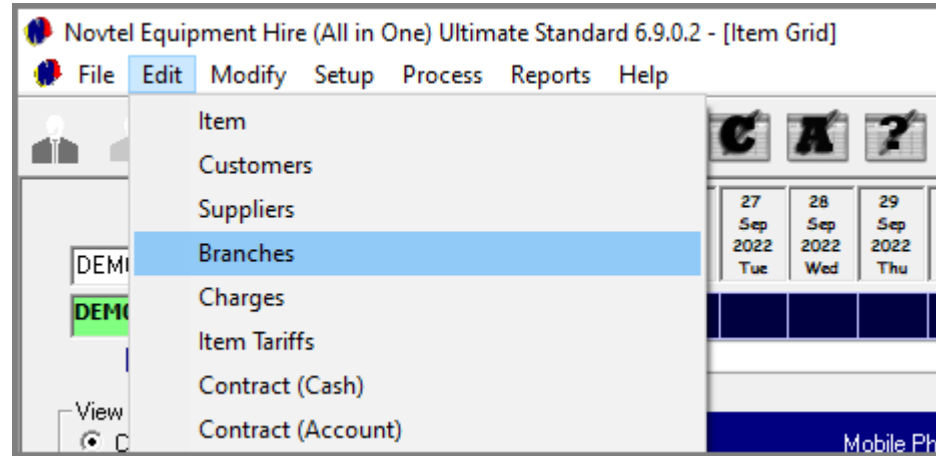 Novtel Equipment Hire (All in One) Ultimate Standard 6.9.0.2 - [Item Grid]
File Edit Modify Setup Process Reports Help
Item
Customers
Suppliers
Branches
Charges
Item Tariffs
Contract (Cash)
Contract (Account)
C A ?
27 28 29
Sep Sep Sep
2022 2022 2022
Tue Wed Thu
DEM
DEMO
View
Mobile Ph